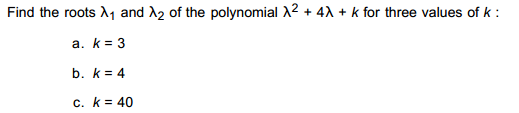 Find the roots λ1 and λ2 of the polynomial λ² + 4λ + k for three values of k :
a. k = 3
b. k = 4
c. k = 40